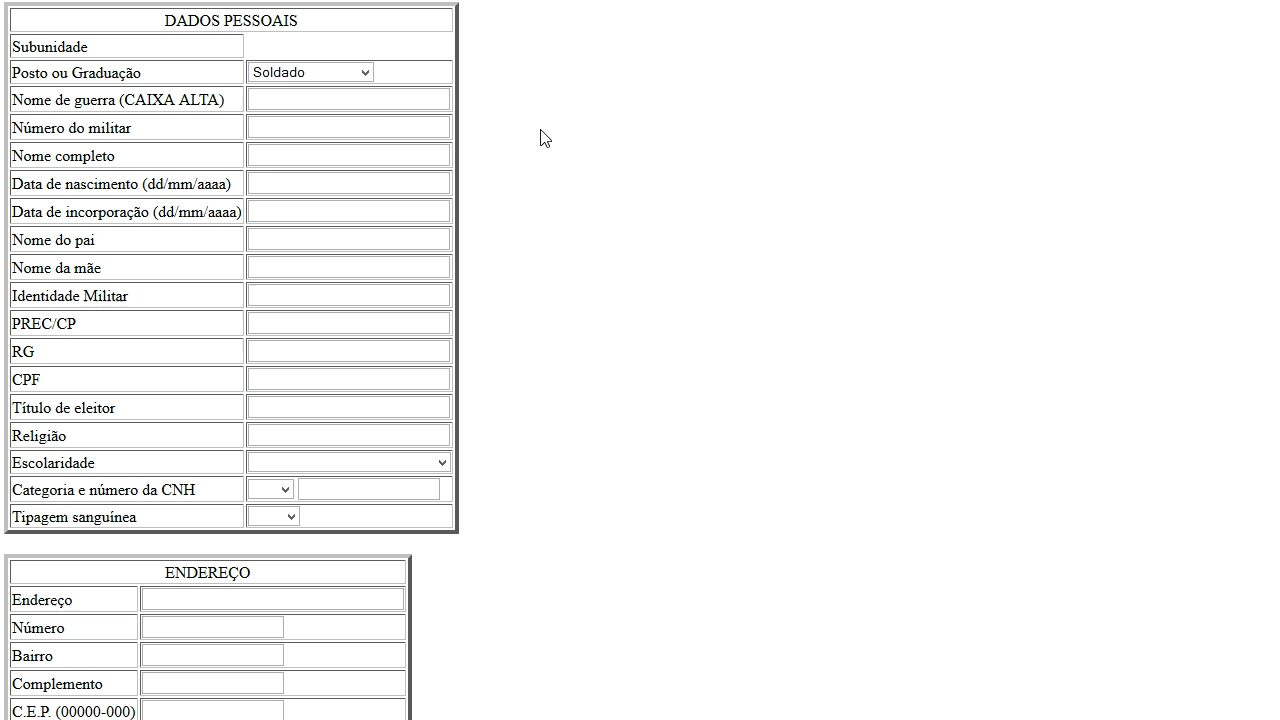 DADOS PESSOAIS
Subunidade
Posto ou Graduação Soldado
Nome de guerra (CAIXA ALTA)
Número do militar
Nome completo
Data de nascimento (dd/mm/aaaa)
Data de incorporação (dd/mm/aaaa)
Nome do pai
Nome da mãe
Identidade Militar
PREC/CP
RG
CPF
Título de eleitor
Religião
Escolaridade
Categoria e número da CNH
Tipagem sanguínea
ENDEREÇO
Endereço
Número
Bairro
Complemento
C.E.P. (00000-000)